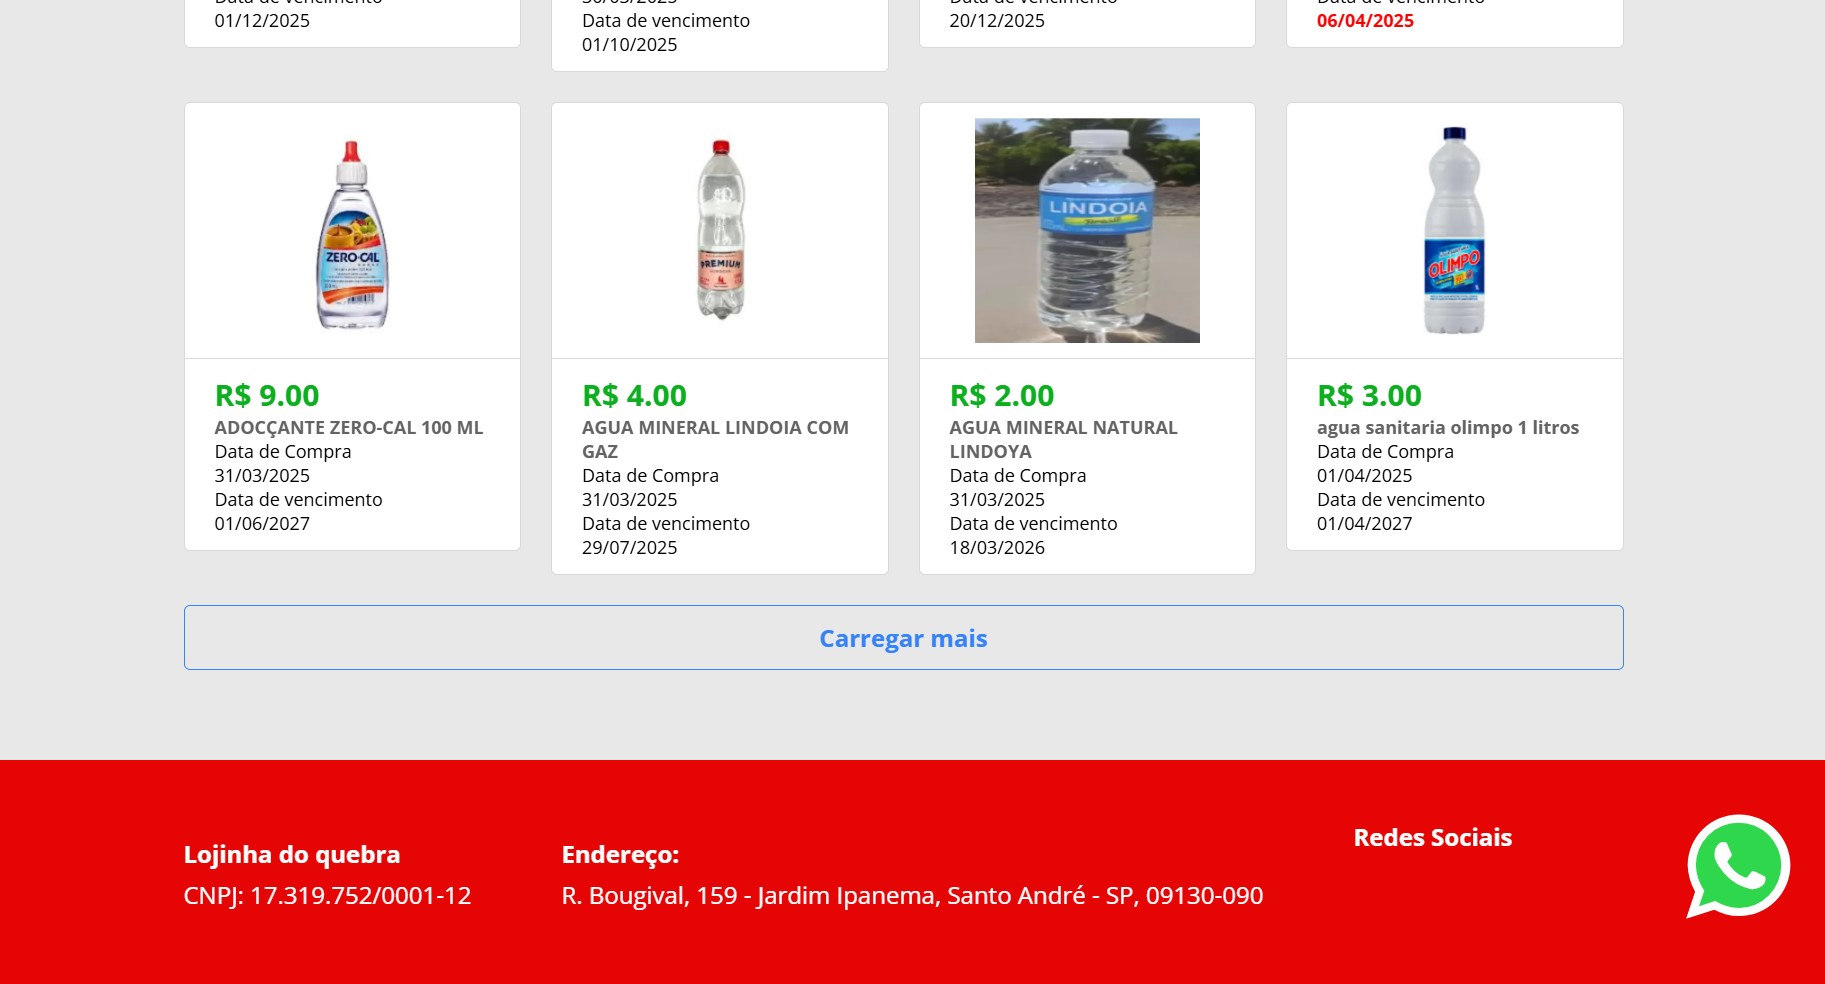 01/12/2025
Data de vencimento
01/10/2025
20/12/2025
06/04/2025
ZERO-CAL
PREMIUM
LINDOIA
OLIMPO
R$ 9.00
ADOCÇANTE ZERO-CAL 100 ML
Data de Compra
31/03/2025
Data de vencimento
01/06/2027
R$ 4.00
AGUA MINERAL LINDOIA COM
GAZ
Data de Compra
31/03/2025
Data de vencimento
29/07/2025
R$ 2.00
AGUA MINERAL NATURAL
LINDOYA
Data de Compra
31/03/2025
Data de vencimento
18/03/2026
R$ 3.00
agua sanitaria olimpo 1 litros
Data de Compra
01/04/2025
Data de vencimento
01/04/2027
Carregar mais
Lojinha do quebra
CNPJ: 17.319.752/0001-12
Endereço:
R. Bougival, 159 - Jardim Ipanema, Santo André - SP, 09130-090
Redes Sociais